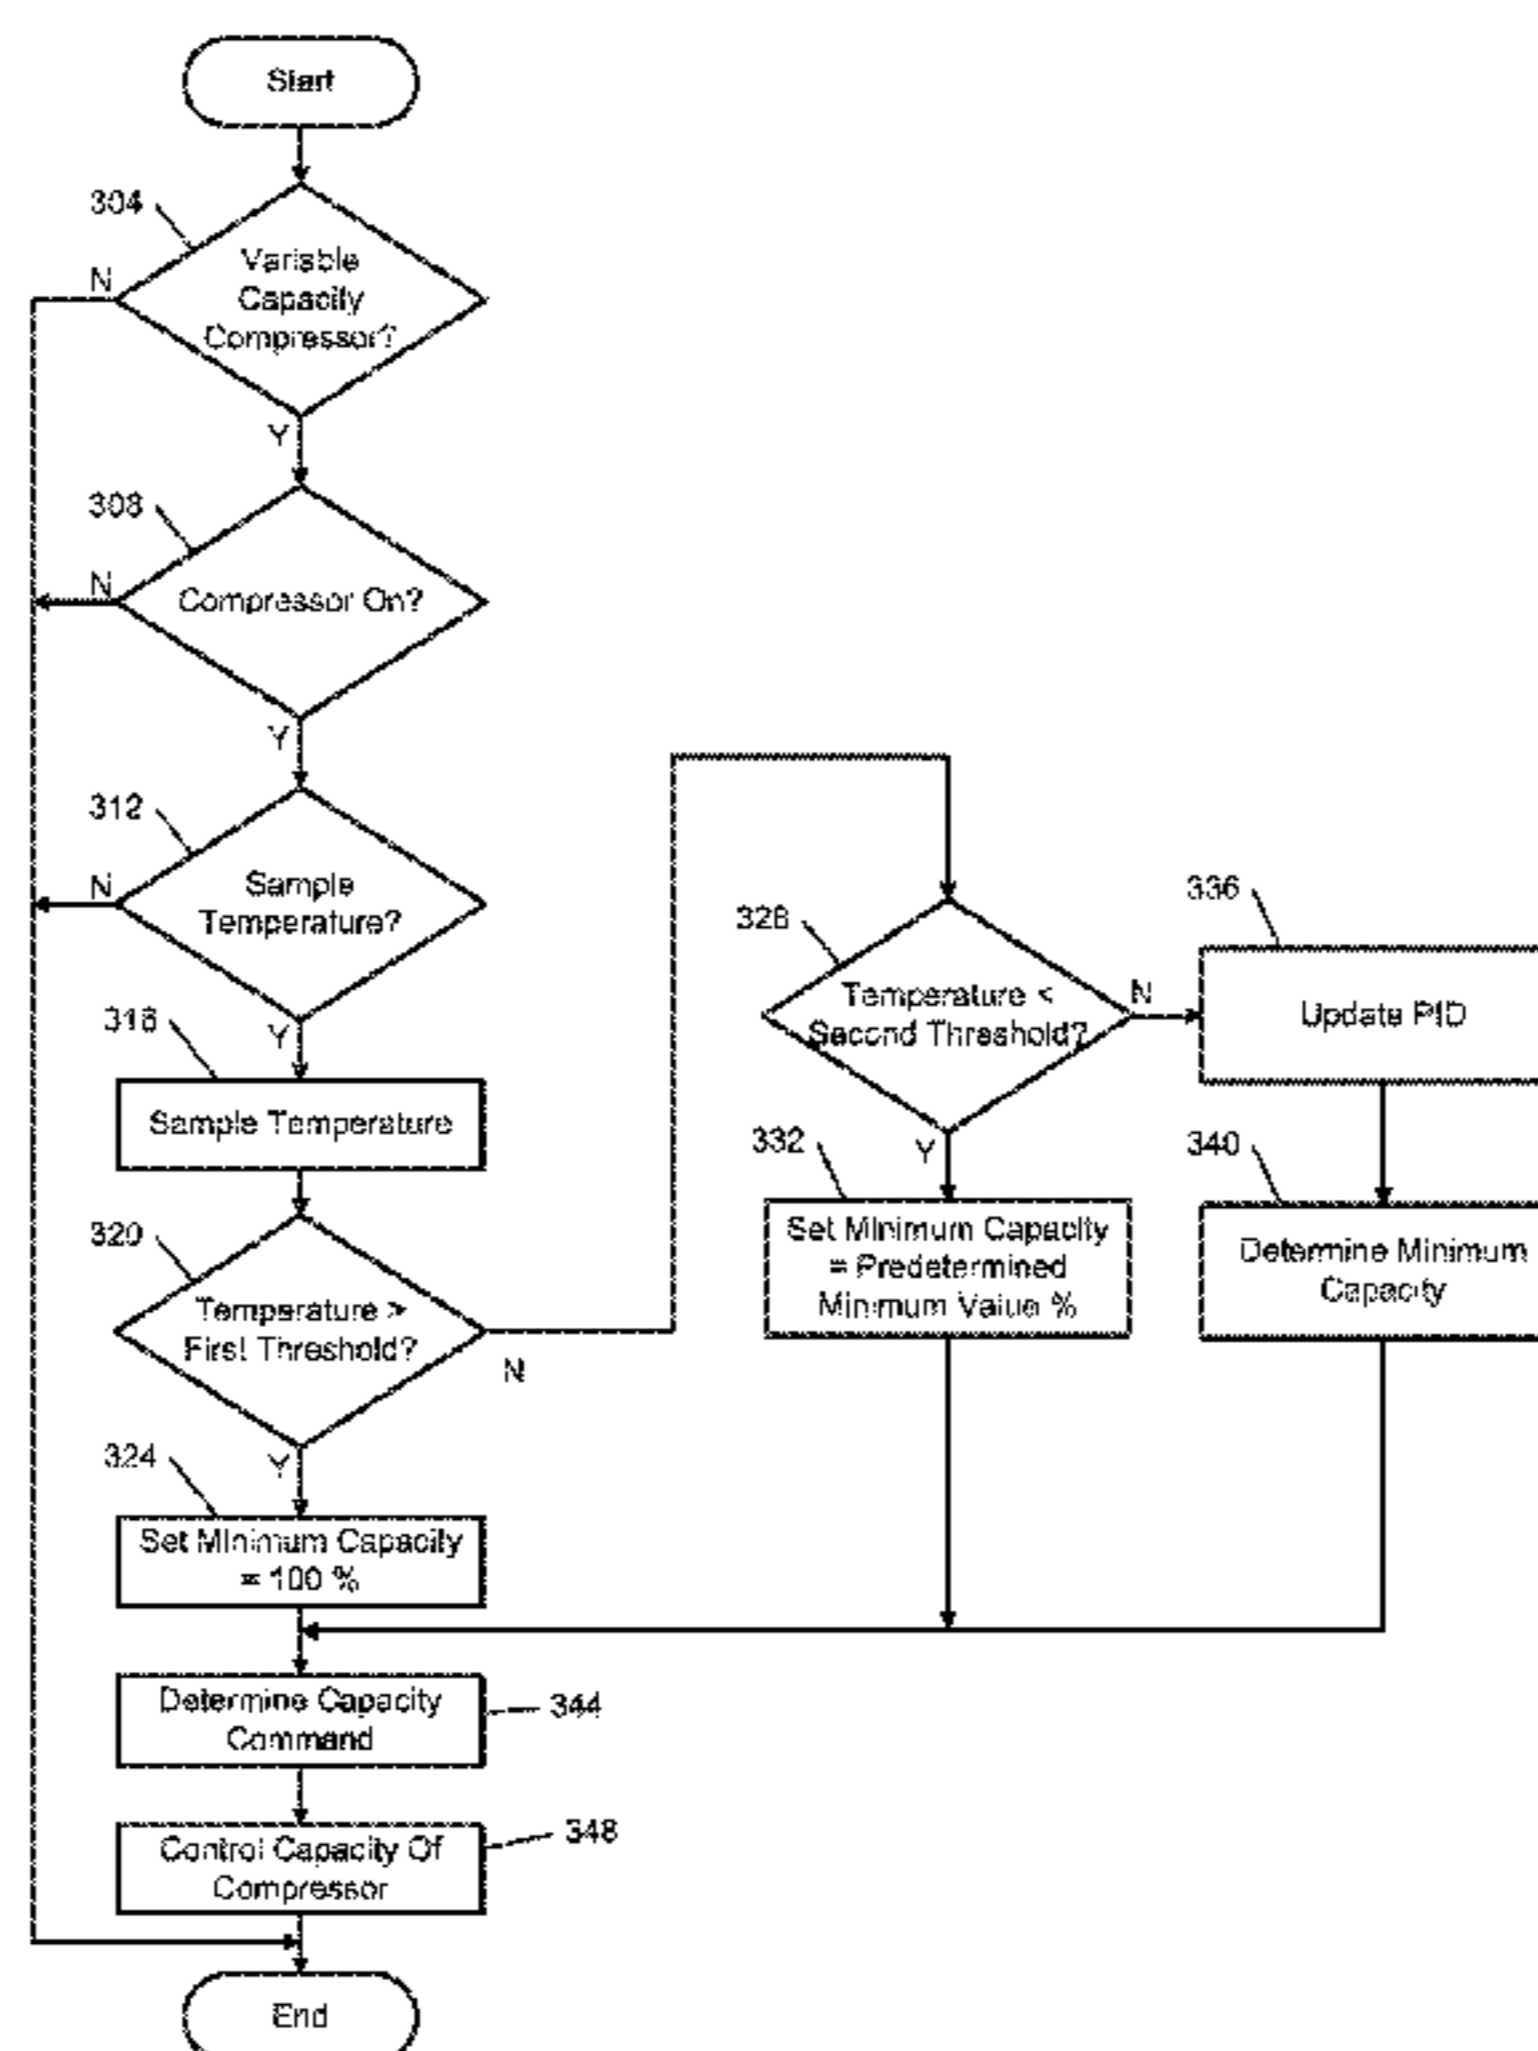 Start
304
N
Variable
Capacity
Compressor?
Y
308
N
Compressor On?
Y
312
N
Sample
Temperature?
Y
316
Sample Temperature
320
Temperature >
First Threshold?
N
Y
324
Set Minimum Capacity
= 100 %
328
Temperature <
Second Threshold?
N
Y
332
Set Minimum Capacity
= Predetermined
Minimum Value %
336
Update PID
340
Determine Minimum
Capacity
Determine Capacity
Command
344
Control Capacity Of
Compressor
348
End